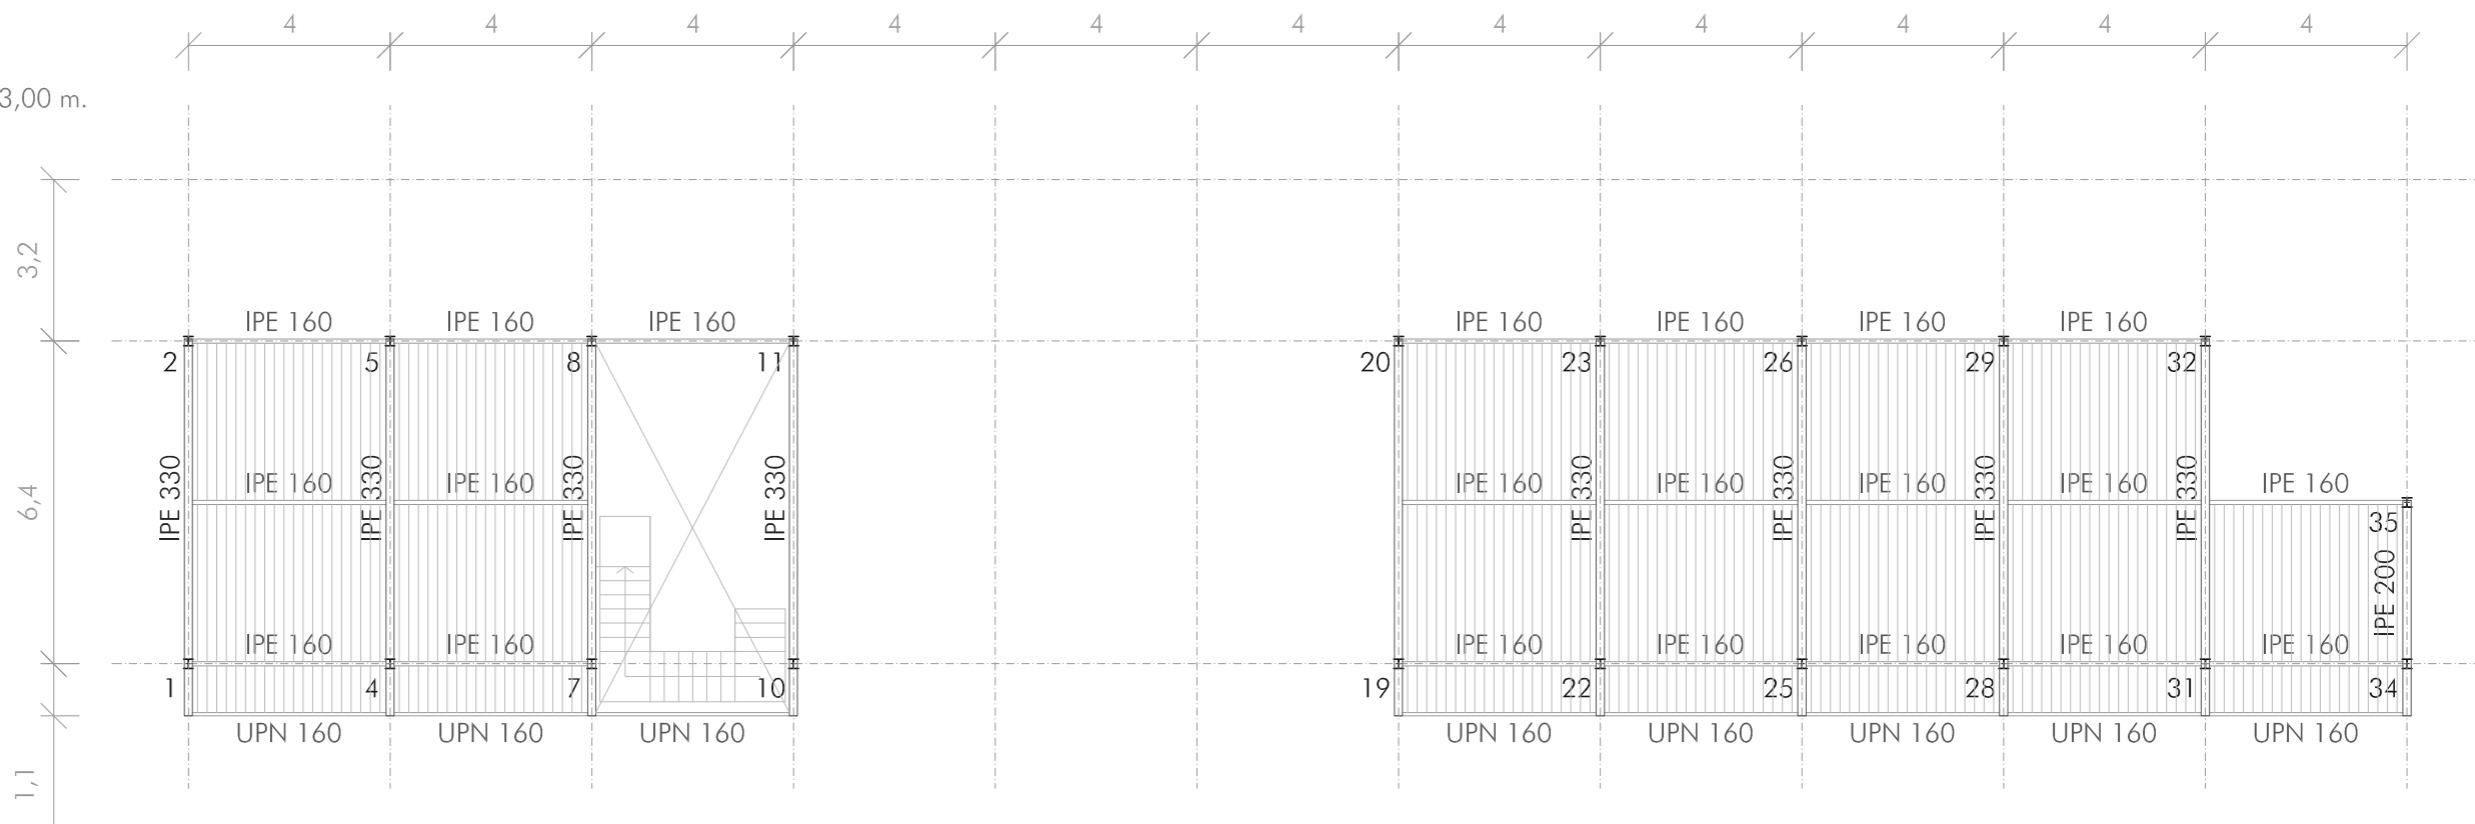 4 4 4 4 4 4 4 4 4 4 4
3,00 m.
3,2
IPE 160 IPE 160 IPE 160 IPE 160 IPE 160 IPE 160 IPE 160
2 5 8 11 20 23 26 29 32
6,4
IPE 330 IPE 330 IPE 330 IPE 330 IPE 330 IPE 330 IPE 330 IPE 330
IPE 160 IPE 160 IPE 160 IPE 160 IPE 160 IPE 160 IPE 160
35
IPE 200
IPE 160 IPE 160 IPE 160 IPE 160 IPE 160 IPE 160 IPE 160
1 4 7 10 19 22 25 28 31 34
UPN 160 UPN 160 UPN 160 UPN 160 UPN 160 UPN 160 UPN 160 UPN 160
1,1